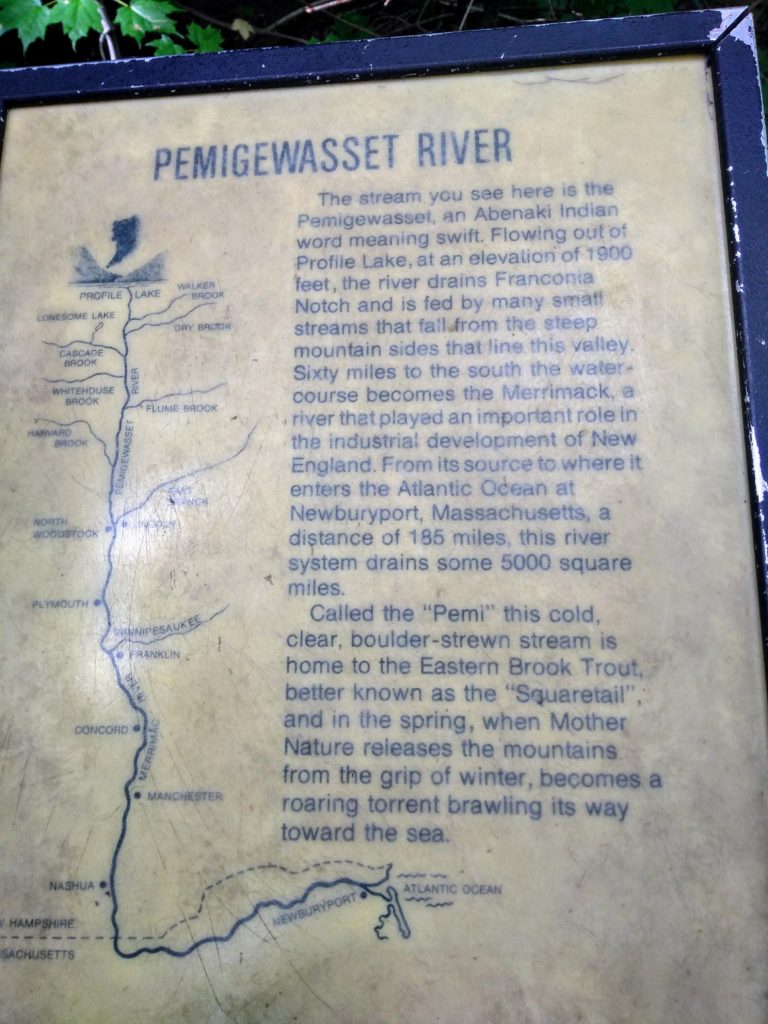 PEMIGEWASSET RIVER
The stream you see here is the
Pemigewasset, an Abenaki Indian
word meaning swift. Flowing out of
Profile Lake, at an elevation of 1900
feet, the river drains Franconia
Notch and is fed by many small
streams that fall from the steep
mountain sides that line this valley.
Sixty miles to the south the water-
course becomes the Merrimack, a
river that played an important role in
the industrial development of New
England. From its source to where it
enters the Atlantic Ocean at
Newburyport, Massachusetts, a
distance of 185 miles, this river
system drains some 5000 square
miles.
Called the "Pemi" this cold,
clear, boulder-strewn stream is
home to the Eastern Brook Trout,
better known as the "Squaretail",
and in the spring, when Mother
Nature releases the mountains
from the grip of winter, becomes a
roaring torrent brawling its way
toward the sea.
PROFILE LAKE
WALKER
BROOK
LONESOME LAKE
DRY BROOK
CASCADE
BROOK
WHITEHOUSE
BROOK
FLUME BROOK
HARVARD
BROOK
PEMIGEWASSET RIVER
EAST
BRANCH
NORTH
WOODSTOCK
LINCOLN
PLYMOUTH
WINNIPESAUKEE
FRANKLIN
RIVER
CONCORD
MERRIMAC
MANCHESTER
NASHUA
ATLANTIC OCEAN
NEWBURYPORT
W HAMPSHIRE
SSACHUSETTS